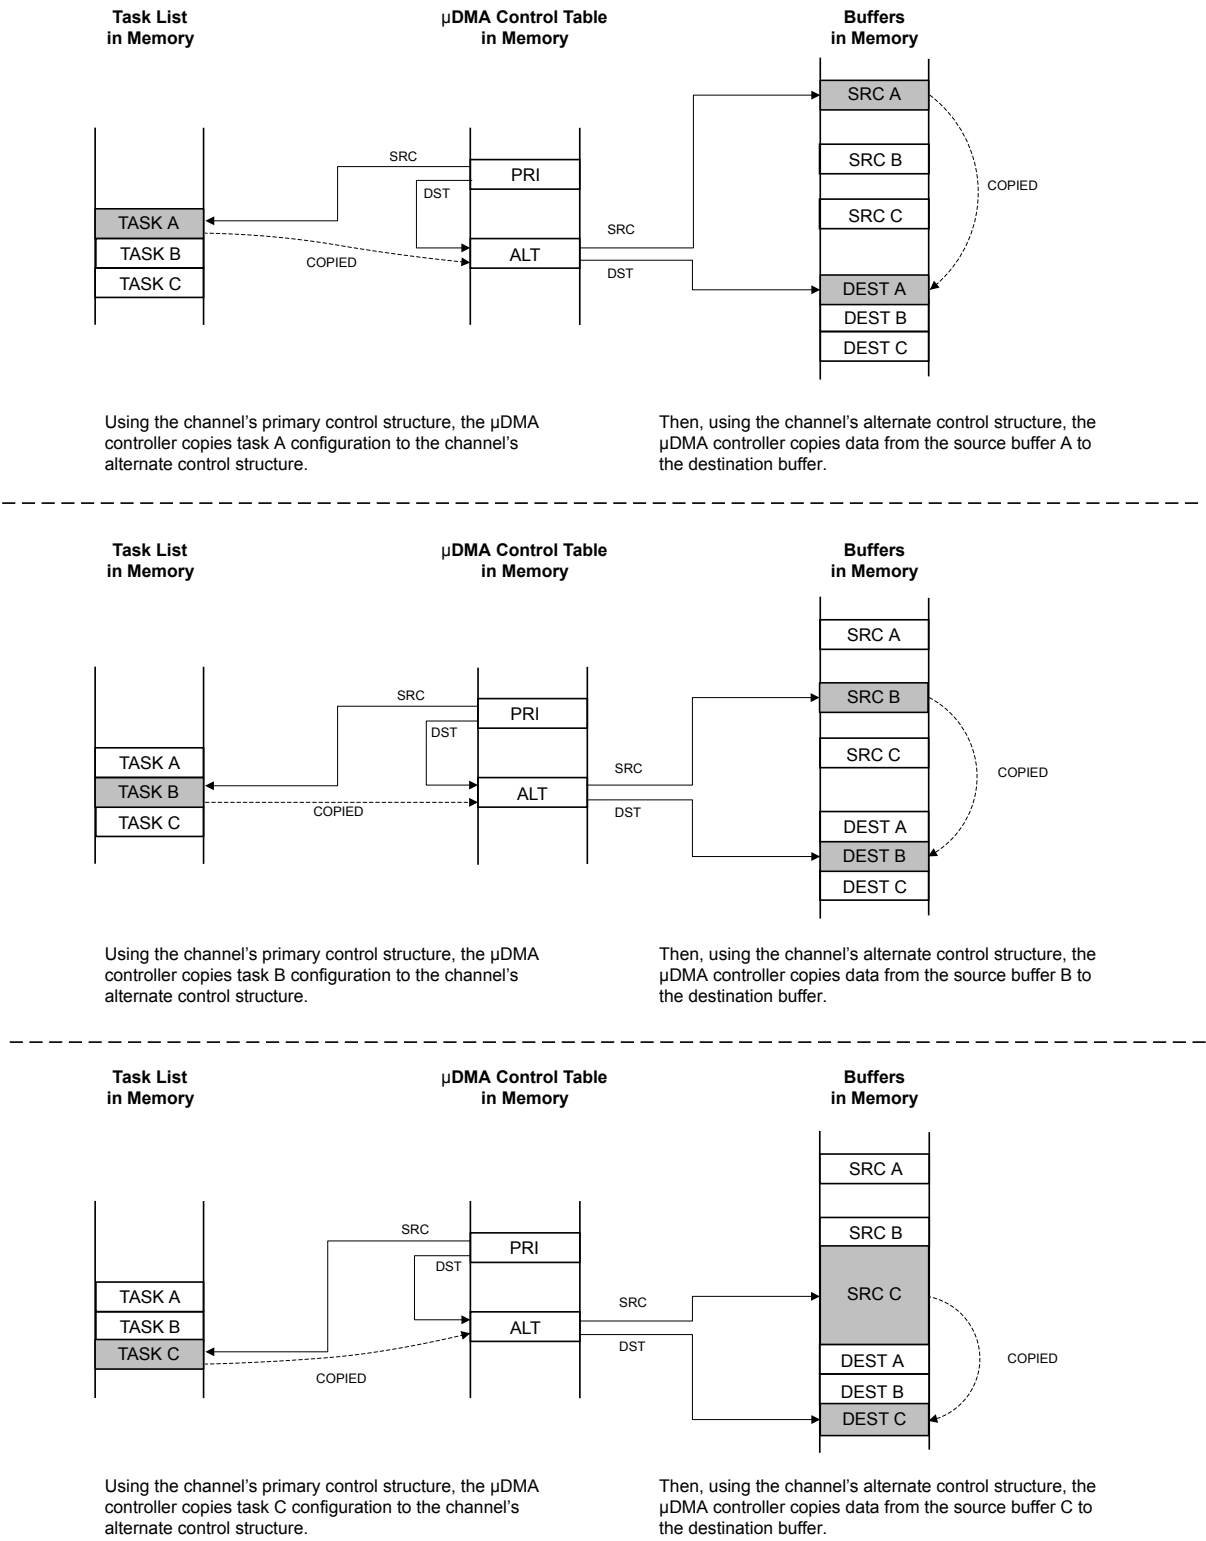 Task List
in Memory
µDMA Control Table
in Memory
Buffers
in Memory
SRC A
SRC B
SRC C
DEST A
DEST B
DEST C
COPIED
SRC
DST
PRI
ALT
SRC
DST
TASK A
TASK B
TASK C
COPIED
Using the channel's primary control structure, the µDMA
controller copies task A configuration to the channel's
alternate control structure.
Then, using the channel's alternate control structure, the
µDMA controller copies data from the source buffer A to
the destination buffer.
Task List
in Memory
µDMA Control Table
in Memory
Buffers
in Memory
SRC A
SRC B
SRC C
DEST A
DEST B
DEST C
COPIED
SRC
DST
PRI
ALT
SRC
DST
TASK A
TASK B
TASK C
COPIED
Using the channel's primary control structure, the µDMA
controller copies task B configuration to the channel's
alternate control structure.
Then, using the channel's alternate control structure, the
µDMA controller copies data from the source buffer B to
the destination buffer.
Task List
in Memory
µDMA Control Table
in Memory
Buffers
in Memory
SRC A
SRC B
SRC C
DEST A
DEST B
DEST C
COPIED
SRC
DST
PRI
ALT
SRC
DST
TASK A
TASK B
TASK C
COPIED
Using the channel's primary control structure, the µDMA
controller copies task C configuration to the channel's
alternate control structure.
Then, using the channel's alternate control structure, the
µDMA controller copies data from the source buffer C to
the destination buffer.